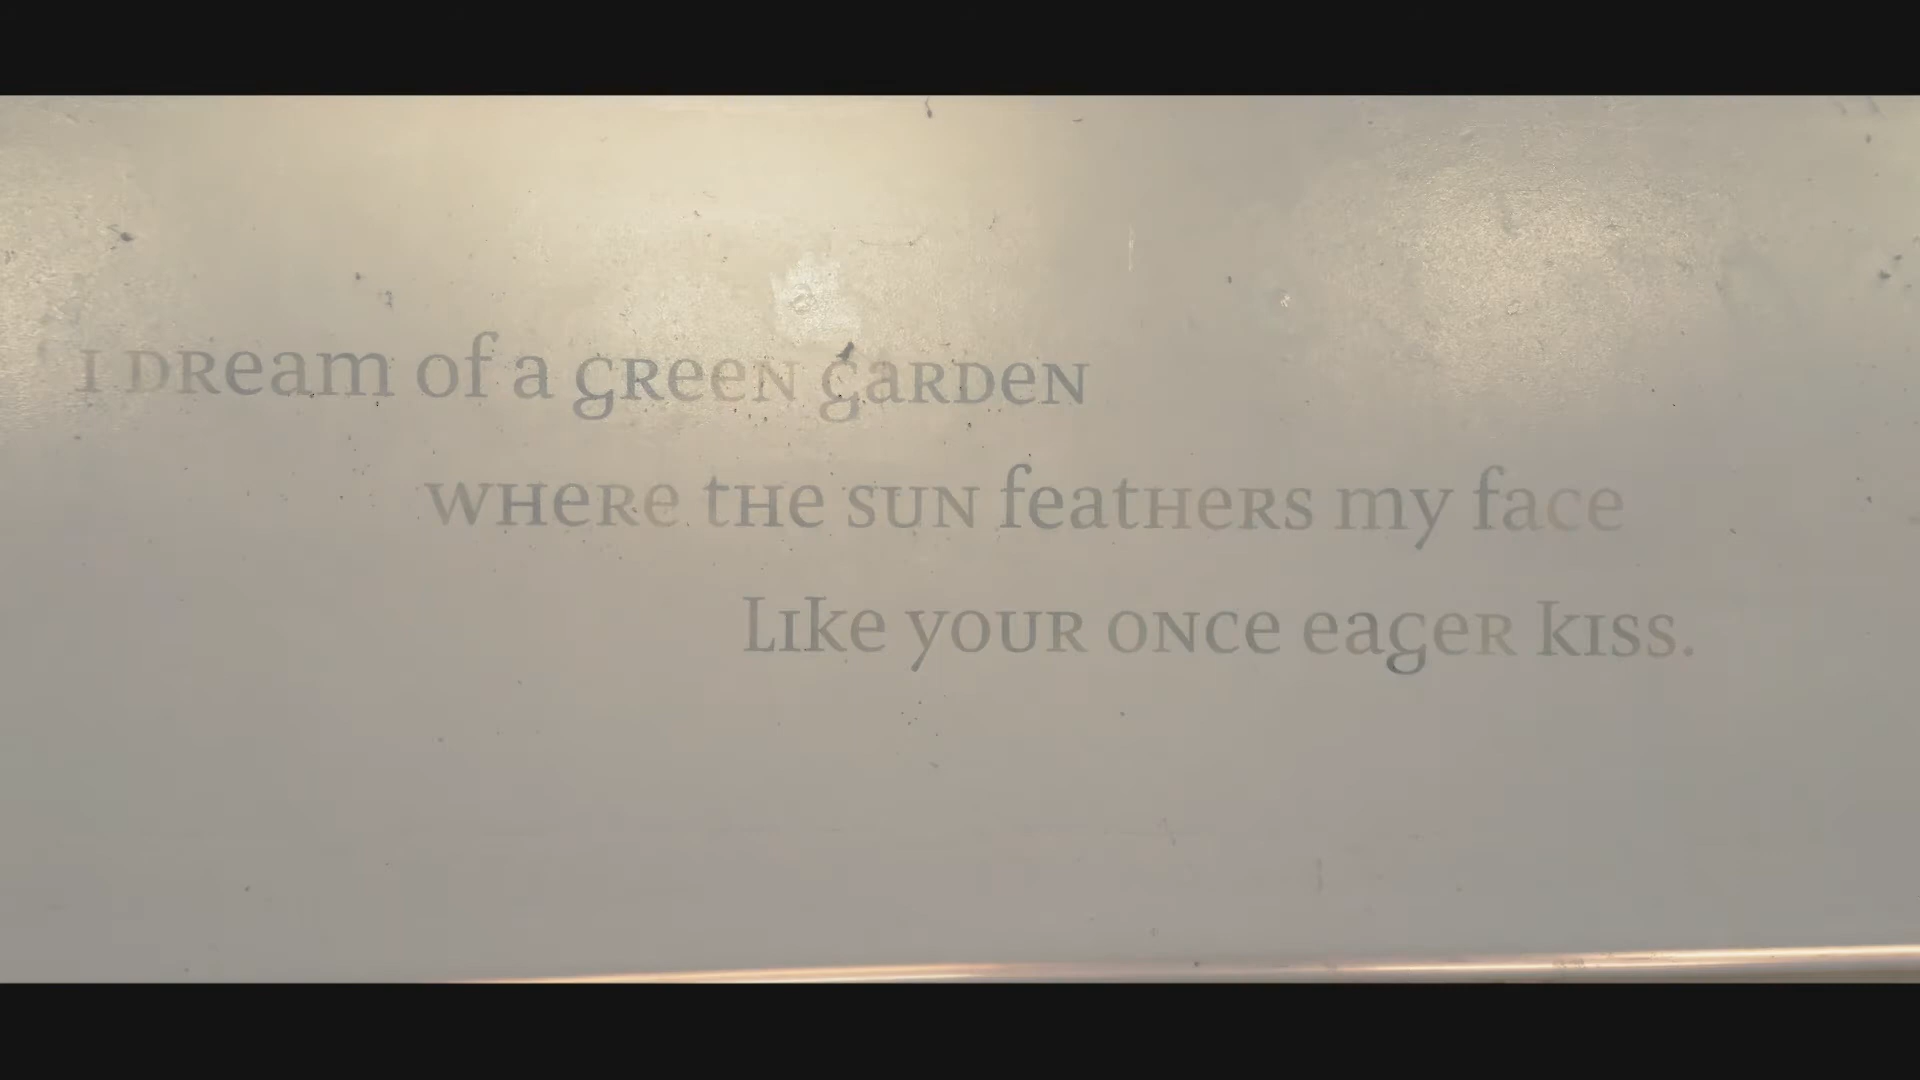 I DReam of a GReeN GaRDeN
wHeRe tHe SUN featHeRS my face
LIke yoUR oNce eaGeR kISS.